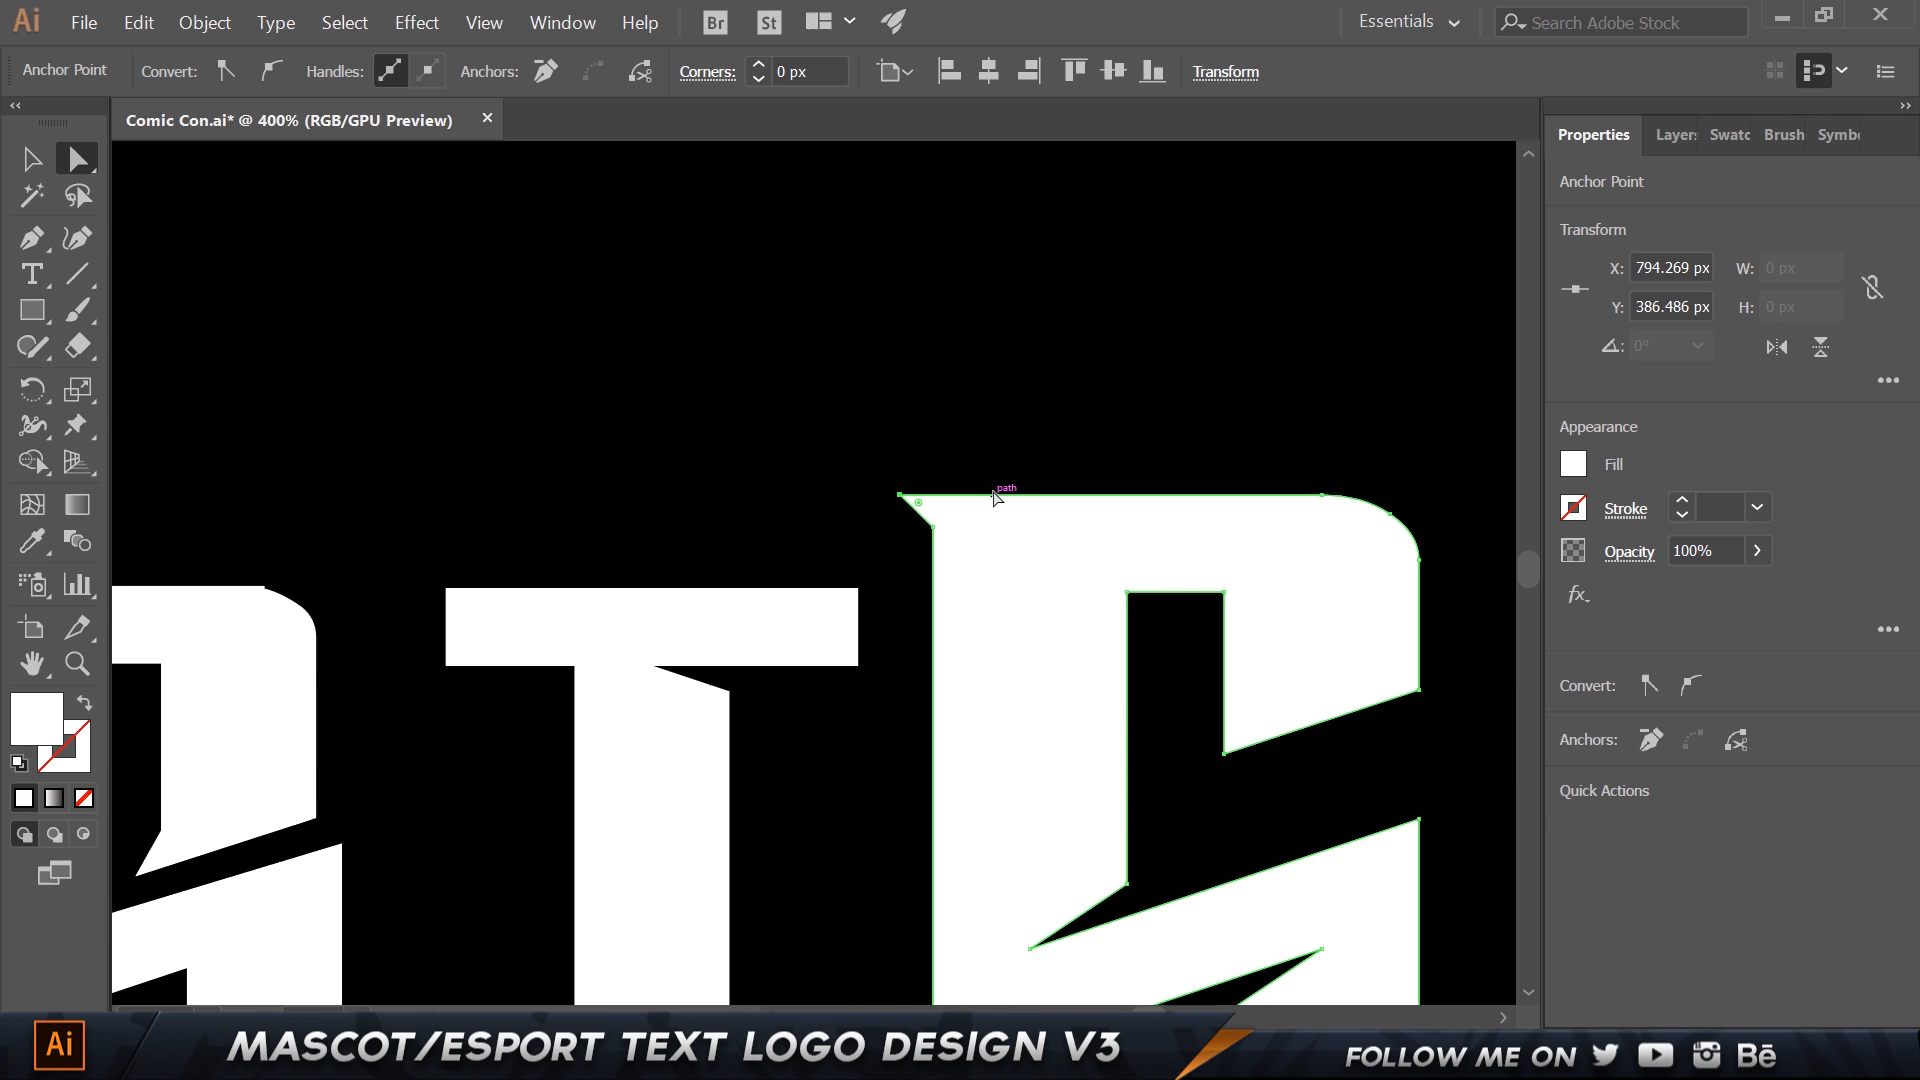 Ai File Edit Object Type Select Effect View Window Help Br St Essentials Search Adobe Stock
Anchor Point Convert: Handles: Anchors: Corners: 0 px Transform
Comic Con.ai* @ 400% (RGB/GPU Preview)
Properties Layer Swatc Brush Symb
Anchor Point
Transform
X: 794.269 px W: 0 px
Y: 386.486 px H: 0 px
0°
Appearance
Fill
Stroke
Opacity 100%
fx
Convert:
Anchors:
Quick Actions
path
Ai MASCOT/ESPORT TEXT LOGO DESIGN V3
FOLLOW ME ON Bē